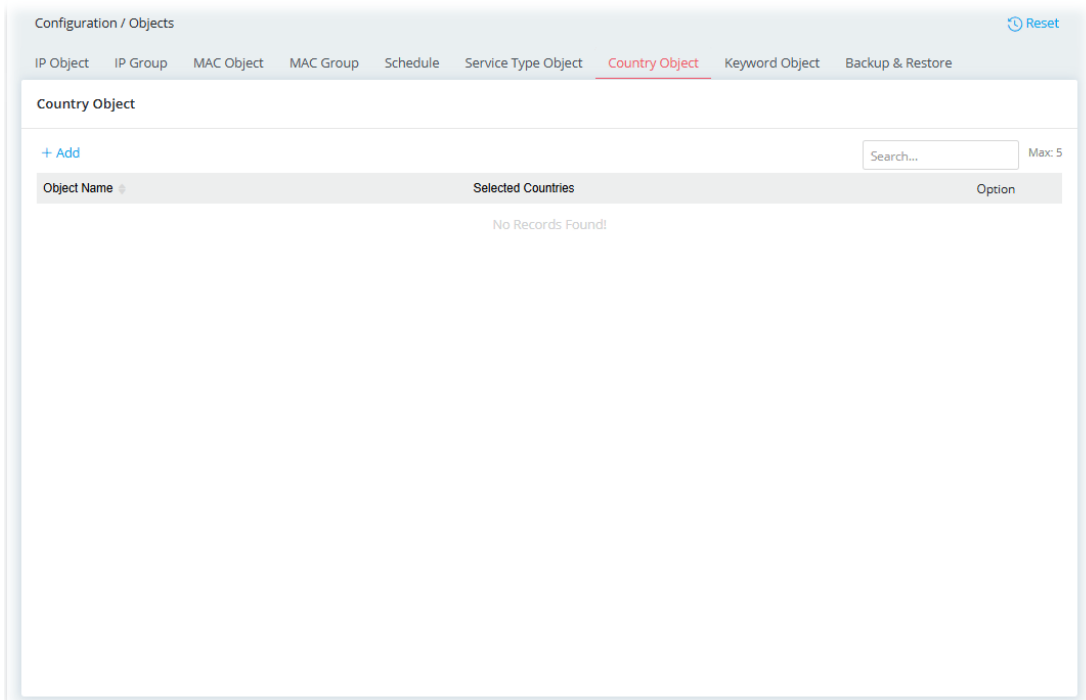 Configuration / Objects
Reset
IP Object IP Group MAC Object MAC Group Schedule Service Type Object Country Object Keyword Object Backup & Restore
Country Object
+ Add
Search...
Max: 5
Object Name Selected Countries Option
No Records Found!